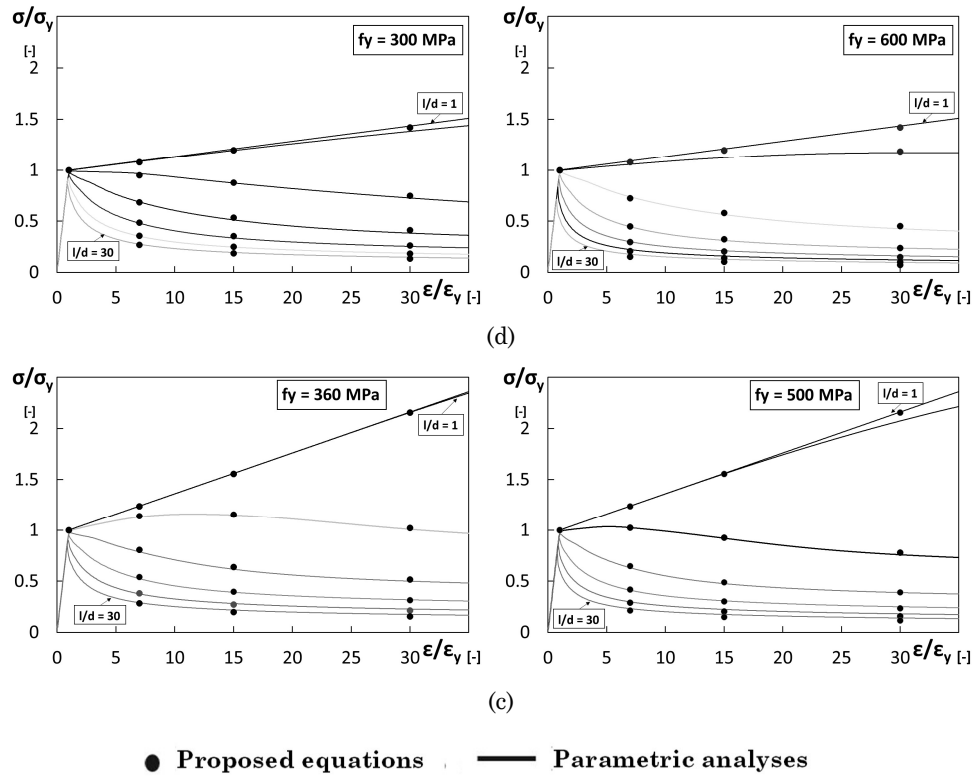 σ/σy
[-]
fy = 300 MPa
2
1.5
1
0.5
0
l/d = 1
l/d = 30
0 5 10 15 20 25 30
ε/εy [-]
σ/σy
[-]
fy = 600 MPa
2
1.5
1
0.5
0
l/d = 1
l/d = 30
0 5 10 15 20 25 30
ε/εy [-]
(d)
σ/σy
[-]
fy = 360 MPa
2
1.5
1
0.5
0
l/d = 1
l/d = 30
0 5 10 15 20 25 30
ε/εy [-]
σ/σy
[-]
fy = 500 MPa
2
1.5
1
0.5
0
l/d = 1
l/d = 30
0 5 10 15 20 25 30
ε/εy [-]
(c)
Proposed equations
Parametric analyses